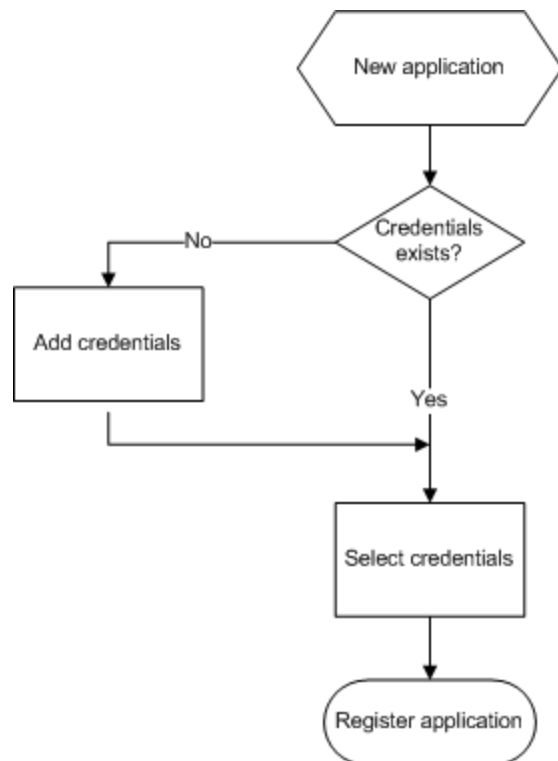 New application
Credentials
exists?
No
Add credentials
Yes
Select credentials
Register application